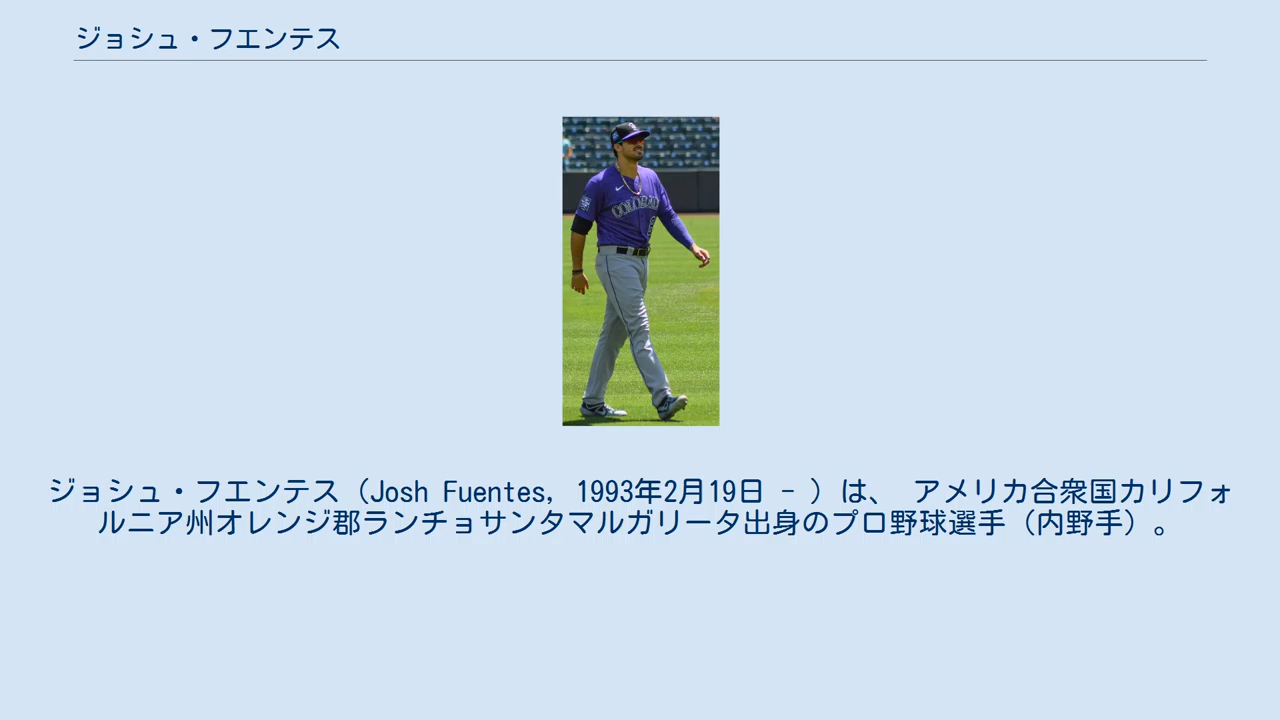 ジョシュ・フエンテス
COLORADO
ジョシュ・フエンテス（Josh Fuentes, 1993年2月19日 - ）は、 アメリカ合衆国カリフォ
ルニア州オレンジ郡ランチョサンタマルガリータ出身のプロ野球選手（内野手）。